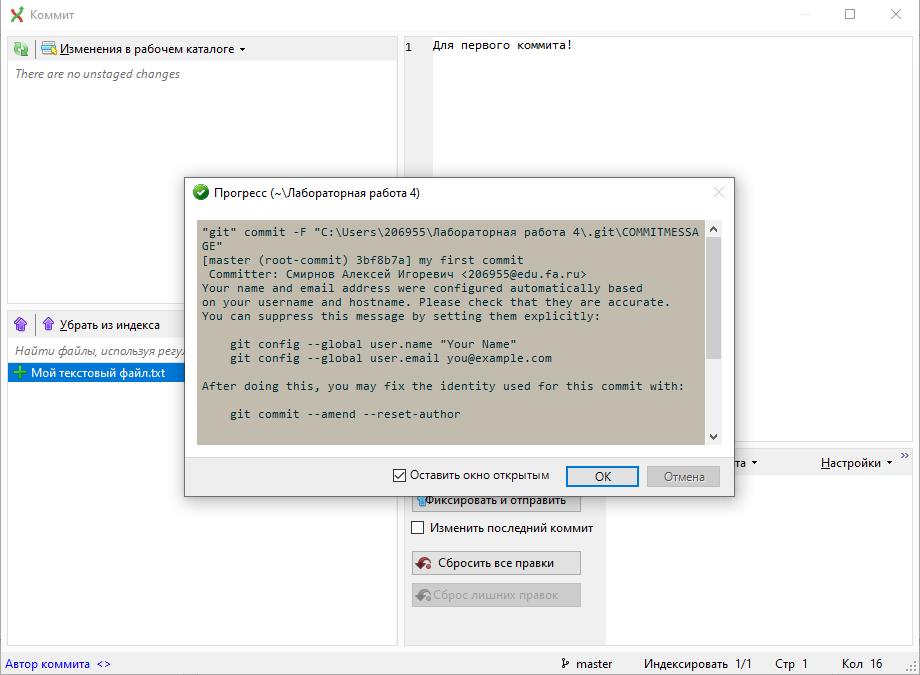 Коммит
Изменения в рабочем каталоге
There are no unstaged changes
1 Для первого коммита!
Прогресс (~\Лабораторная работа 4)
"git" commit -F "C:\Users\206955\Лабораторная работа 4\.git\COMMITMESSA
GE"
[master (root-commit) 3bf8b7a] my first commit
Committer: Смирнов Алексей Игоревич <206955@edu.fa.ru>
Your name and email address were configured automatically based
on your username and hostname. Please check that they are accurate.
You can suppress this message by setting them explicitly:
git config --global user.name "Your Name"
git config --global user.email you@example.com
After doing this, you may fix the identity used for this commit with:
git commit --amend --reset-author
Оставить окно открытым
OK
Отмена
Убрать из индекса
Найти файлы, используя регул
Мой текстовый файл.txt
та
Настройки
»
Фиксировать и отправить
Изменить последний коммит
Сбросить все правки
Сброс лишних правок
Автор коммита <>
master
Индексировать 1/1
Стр 1
Кол 16